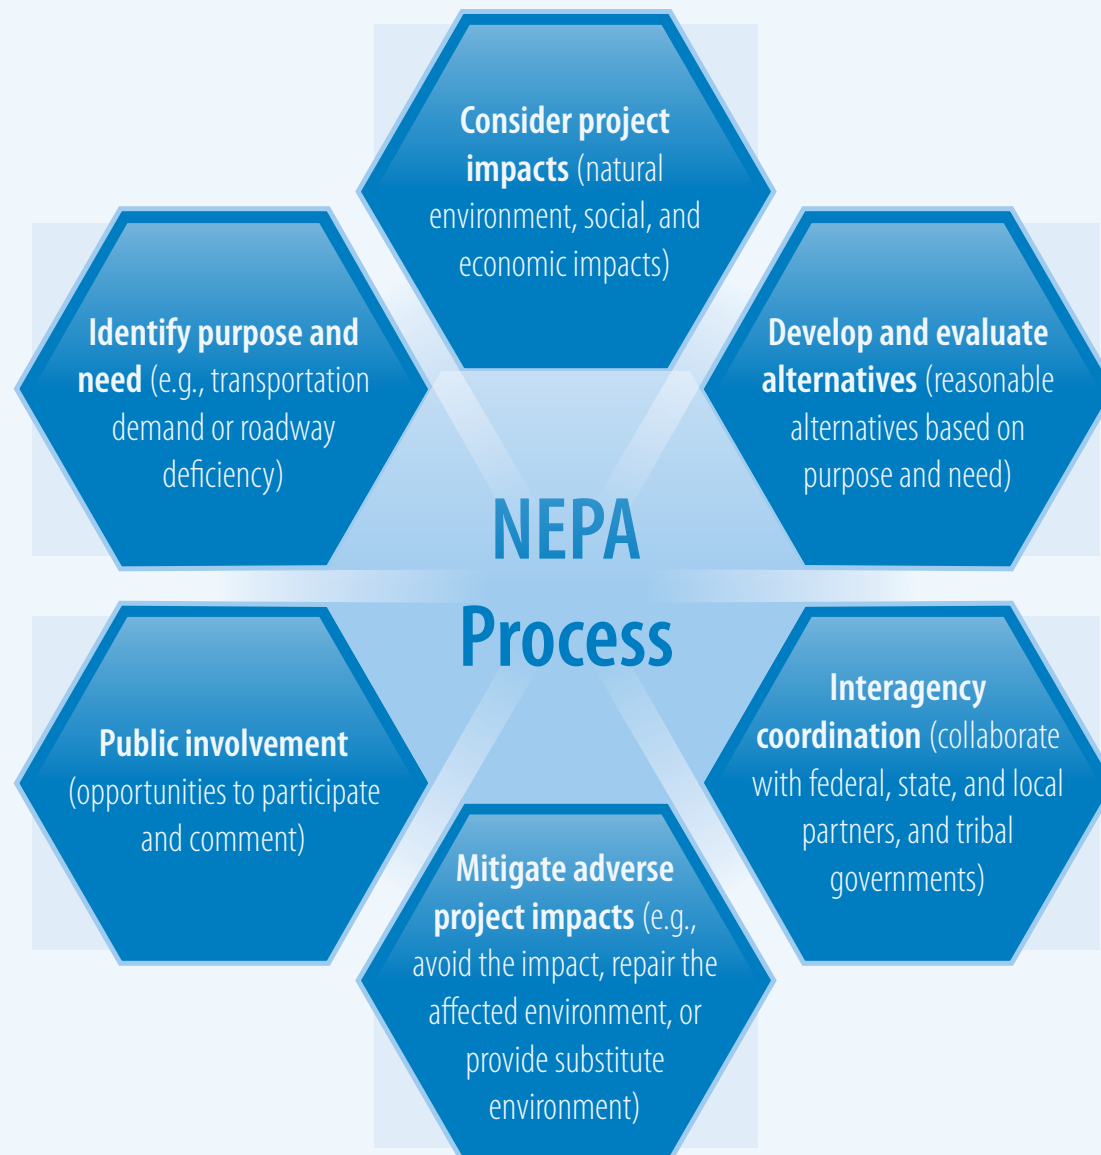 Consider project
impacts (natural
environment, social, and
economic impacts)
Identify purpose and
need (e.g., transportation
demand or roadway
deficiency)
Develop and evaluate
alternatives (reasonable
alternatives based on
purpose and need)
NEPA
Process
Public involvement
(opportunities to participate
and comment)
Interagency
coordination (collaborate
with federal, state, and local
partners, and tribal
governments)
Mitigate adverse
project impacts (e.g.,
avoid the impact, repair the
affected environment, or
provide substitute
environment)